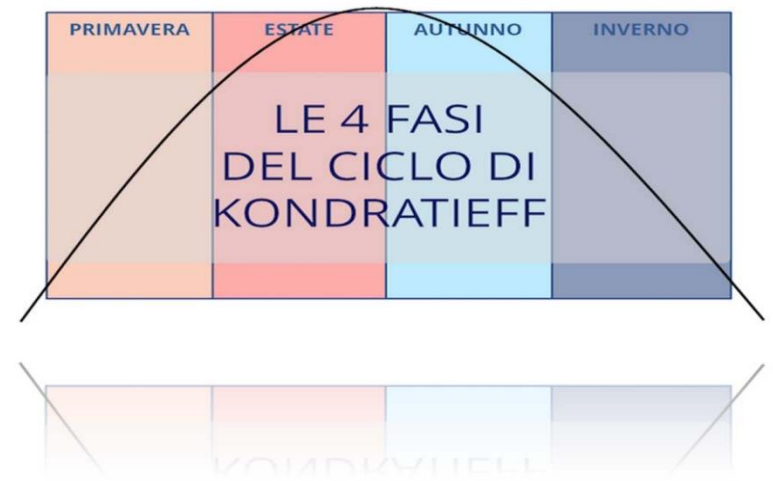 PRIMAVERA ESTATE AUTUNNO INVERNO
LE 4 FASI
DEL CICLO DI
KONDRATIEFF